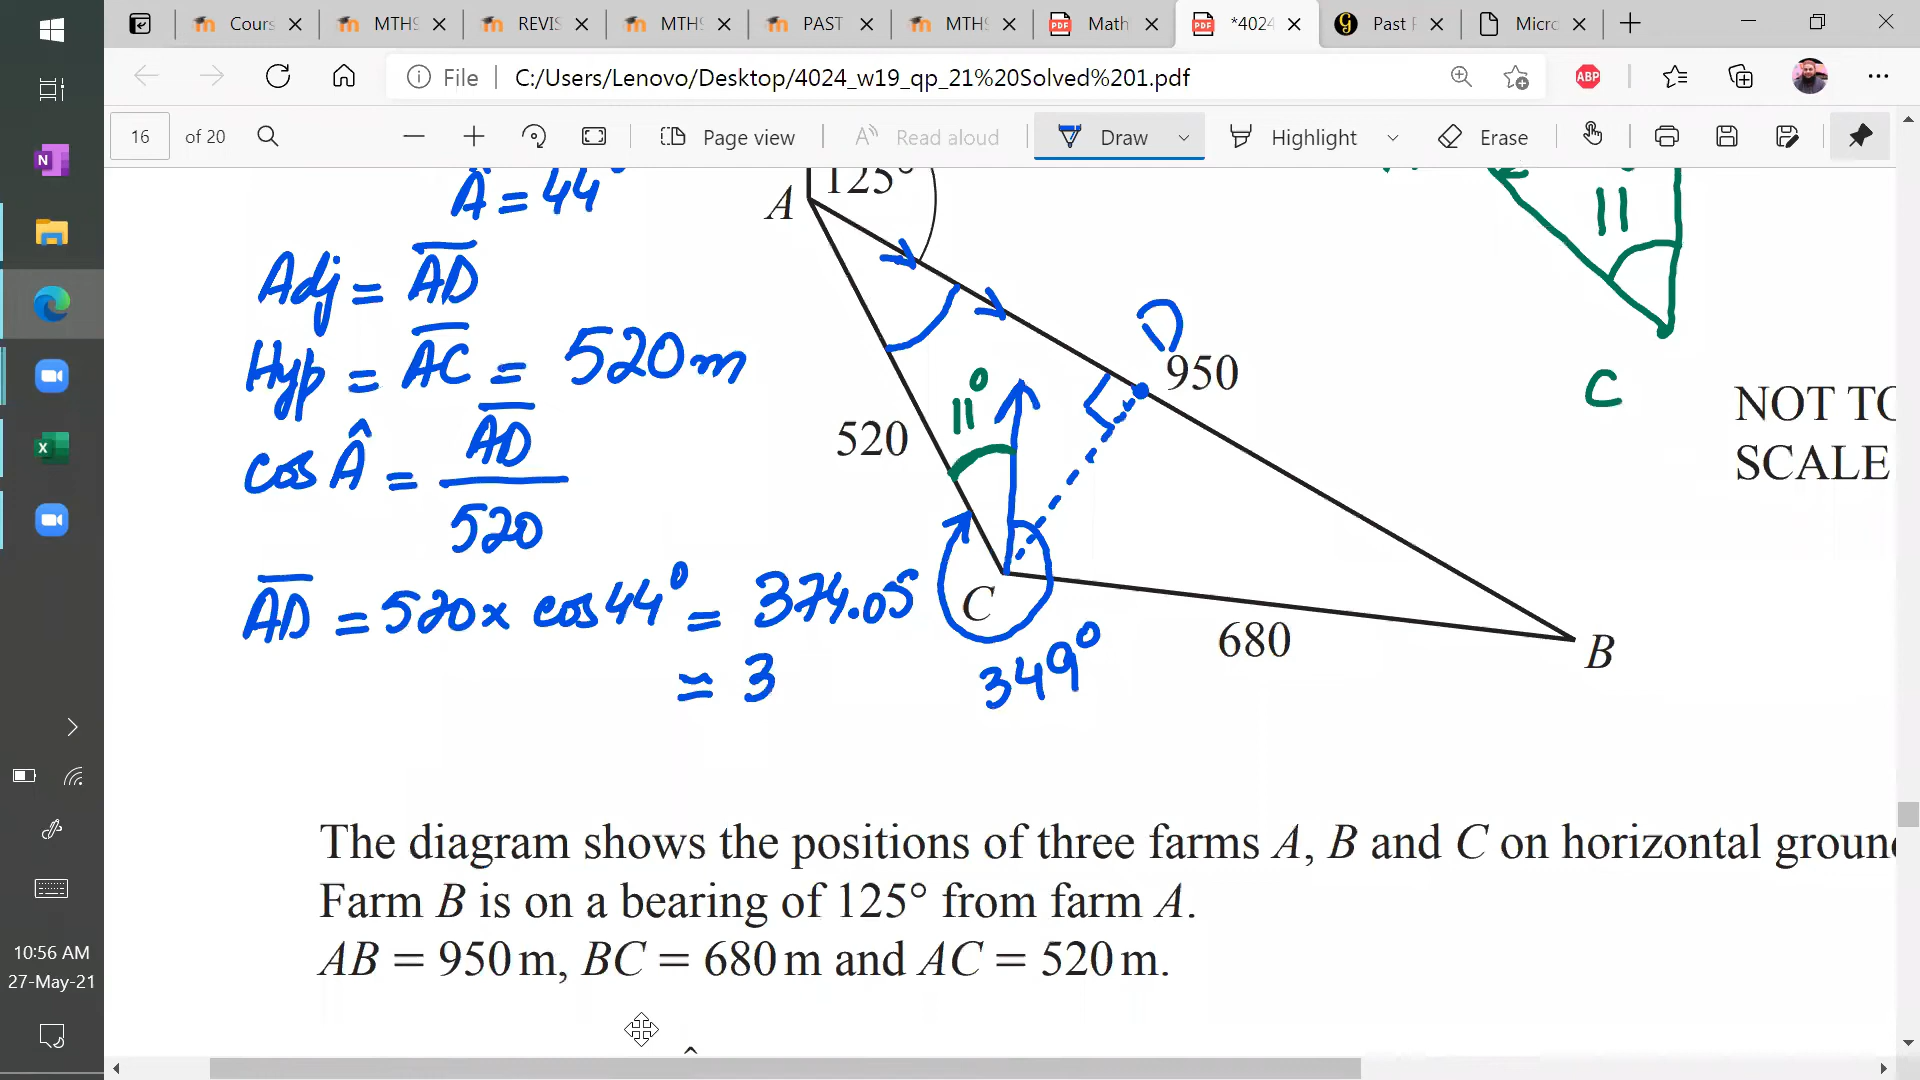 Cours
MTHS
REVIS
MTHS
PAST
MTHS
Math
*4024
Past P
Micro
File
C:/Users/Lenovo/Desktop/4024_w19_qp_21%20Solved%201.pdf
ABP
16 of 20
Page view
Read aloud
Draw
Highlight
Erase
Â = 44°
A
125°
11
Adj = AD
Hyp = AC = 520m
D
950
C
NOT TO
SCALE
11°
520
cos Â = AD
520
AD = 520 x cos 44° = 374.05
≈ 3
C
349°
680
B
The diagram shows the positions of three farms A, B and C on horizontal groun
Farm B is on a bearing of 125° from farm A.
AB = 950 m, BC = 680 m and AC = 520 m.
10:56 AM
27-May-21